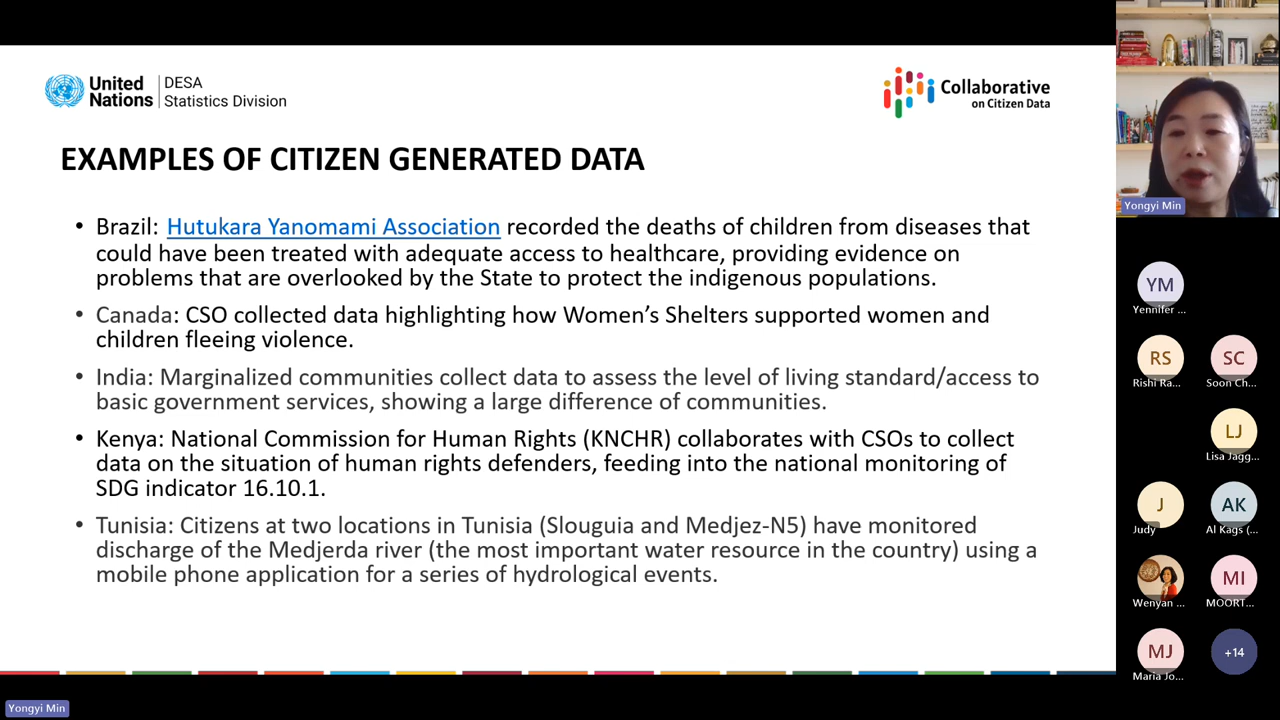 United
Nations
DESA
Statistics Division
Collaborative
on Citizen Data
EXAMPLES OF CITIZEN GENERATED DATA
• Brazil: Hutukara Yanomami Association recorded the deaths of children from diseases that
could have been treated with adequate access to healthcare, providing evidence on
problems that are overlooked by the State to protect the indigenous populations.
• Canada: CSO collected data highlighting how Women's Shelters supported women and
children fleeing violence.
• India: Marginalized communities collect data to assess the level of living standard/access to
basic government services, showing a large difference of communities.
• Kenya: National Commission for Human Rights (KNCHR) collaborates with CSOs to collect
data on the situation of human rights defenders, feeding into the national monitoring of
SDG indicator 16.10.1.
• Tunisia: Citizens at two locations in Tunisia (Slouguia and Medjez-N5) have monitored
discharge of the Medjerda river (the most important water resource in the country) using a
mobile phone application for a series of hydrological events.
Yongyi Min
YM
Yennifer ...
RS
Rishi Ra...
SC
Soon Ch...
LJ
Lisa Jagg...
J
Judy
AK
Al Kags (...
Wenyan ...
MI
MOORT...
MJ
Maria Jo...
+14
Yongyi Min